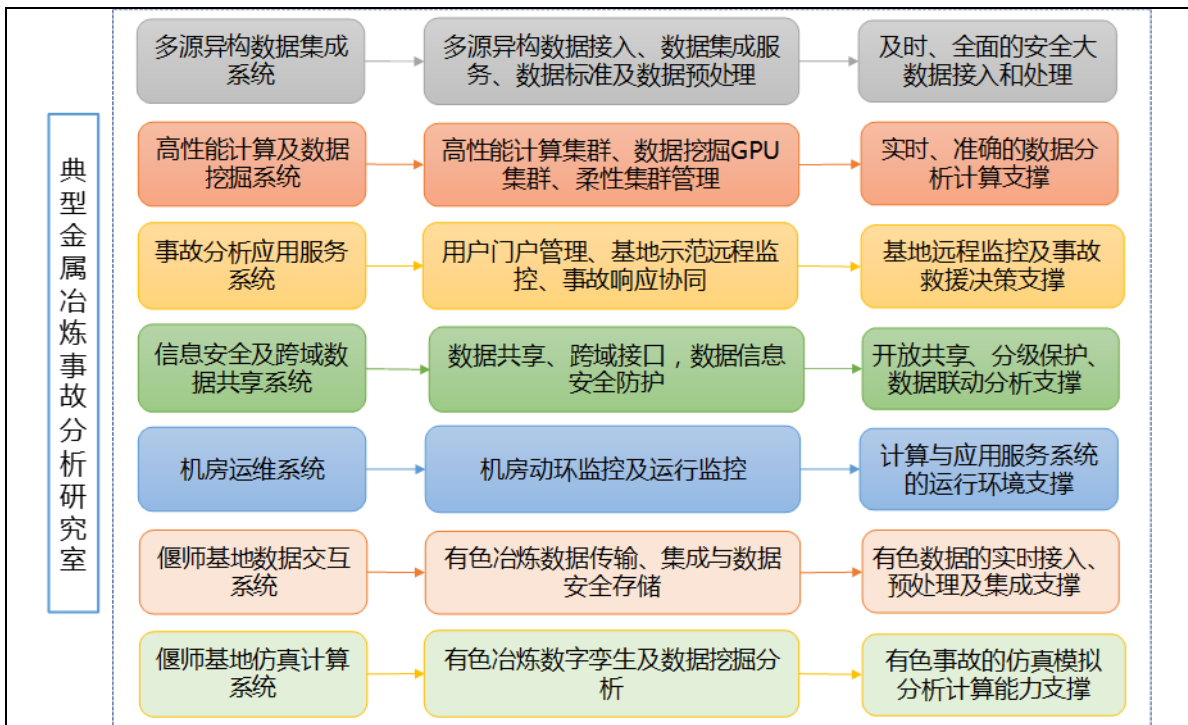 典型金属冶炼事故分析研究室
多源异构数据集成
系统
多源异构数据接入、数据集成服
务、数据标准及数据预处理
及时、全面的安全大
数据接入和处理
高性能计算及数据
挖掘系统
高性能计算集群、数据挖掘GPU
集群、柔性集群管理
实时、准确的数据分
析计算支撑
事故分析应用服务
系统
用户门户管理、基地示范远程监
控、事故响应协同
基地远程监控及事故
救援决策支撑
信息安全及跨域数
据共享系统
数据共享、跨域接口，数据信息
安全防护
开放共享、分级保护、
数据联动分析支撑
机房运维系统
机房动环监控及运行监控
计算与应用服务系统
的运行环境支撑
偃师基地数据交互
系统
有色冶炼数据传输、集成与数据
安全存储
有色数据的实时接入、
预处理及集成支撑
偃师基地仿真计算
系统
有色冶炼数字孪生及数据挖掘分
析
有色事故的仿真模拟
分析计算能力支撑